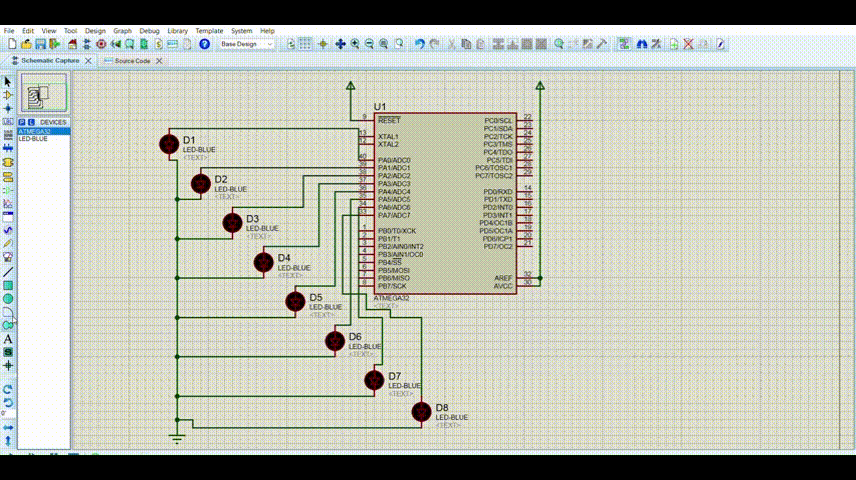 File Edit View Tool Design Graph Debug Library Template System Help
Base Design
Schematic Capture Source Code
P L DEVICES
ATMEGA32
LED-BLUE
U1
9 RESET
13 XTAL1
12 XTAL2
40 PA0/ADC0
39 PA1/ADC1
38 PA2/ADC2
37 PA3/ADC3
36 PA4/ADC4
35 PA5/ADC5
34 PA6/ADC6
33 PA7/ADC7
1 PB0/T0/XCK
2 PB1/T1
3 PB2/AIN0/INT2
4 PB3/AIN1/OC0
5 PB4/SS
6 PB5/MOSI
7 PB6/MISO
8 PB7/SCK
PC0/SCL 22
PC1/SDA 23
PC2/TCK 24
PC3/TMS 25
PC4/TDO 26
PC5/TDI 27
PC6/TOSC1 28
PC7/TOSC2 29
PD0/RXD 14
PD1/TXD 15
PD2/INT0 16
PD3/INT1 17
PD4/OC1B 18
PD5/OC1A 19
PD6/ICP1 20
PD7/OC2 21
AREF 32
AVCC 30
ATMEGA32
<TEXT>
D1
LED-BLUE
<TEXT>
D2
LED-BLUE
<TEXT>
D3
LED-BLUE
<TEXT>
D4
LED-BLUE
<TEXT>
D5
LED-BLUE
<TEXT>
D6
LED-BLUE
<TEXT>
D7
LED-BLUE
<TEXT>
D8
LED-BLUE
<TEXT>